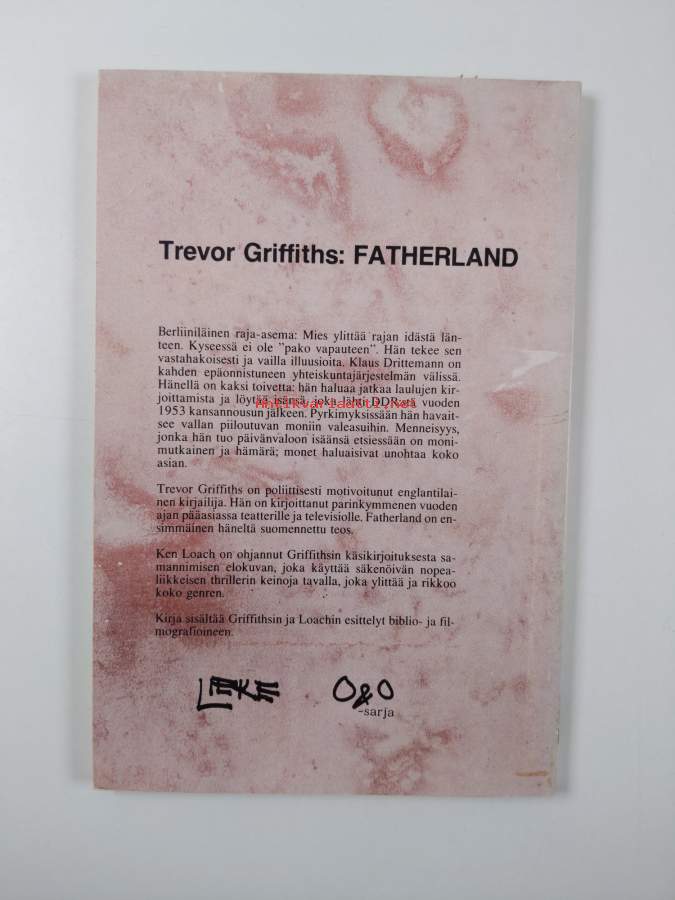 Trevor Griffiths: FATHERLAND
Berliiniläinen raja-asema: Mies ylittää rajan idästä län-
teen. Kyseessä ei ole "pako vapauteen". Hän tekee sen
vastahakoisesti ja vailla illuusioita. Klaus Drittemann on
kahden epäonnistuneen yhteiskuntajärjestelmän välissä.
Hänellä on kaksi toivetta: hän haluaa jatkaa laulujen kir-
joittamista ja löytää isänsä, joka lähti DDR:stä vuoden
Antikvariaatti.net
1953 kansannousun jälkeen. Pyrkimyksissään hän havait-
see vallan piiloutuvan moniin valeasuihin. Menneisyys,
jonka hän tuo päivänvaloon isäänsä etsiessään on moni-
mutkainen ja hämärä; monet haluaisivat unohtaa koko
asian.
Trevor Griffiths on poliittisesti motivoitunut englantilai-
nen kirjailija. Hän on kirjoittanut parinkymmenen vuoden
ajan pääasiassa teatterille ja televisiolle. Fatherland on en-
simmäinen häneltä suomennettu teos.
Ken Loach on ohjannut Griffithsin käsikirjoituksesta sa-
mannimisen elokuvan, joka käyttää säkenöivän nopea-
liikkeisen thrillerin keinoja tavalla, joka ylittää ja rikkoo
koko genren.
Kirja sisältää Griffithsin ja Loachin esittelyt biblio- ja fil-
mografioineen.
LIEKE O&O
-sarja